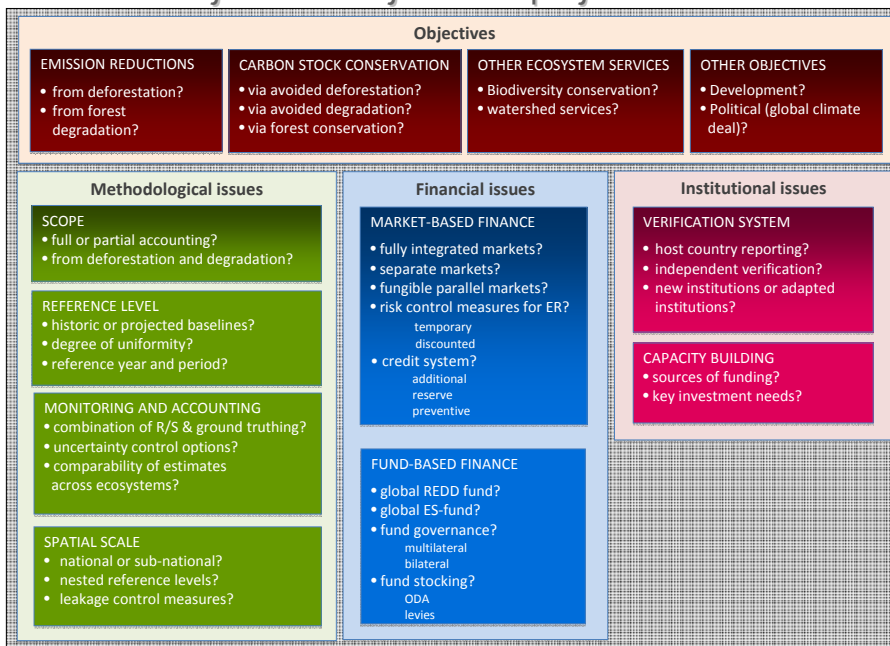 Objectives
EMISSION REDUCTIONS
• from deforestation?
• from forest
degradation?
CARBON STOCK CONSERVATION
• via avoided deforestation?
• via avoided degradation?
• via forest conservation?
OTHER ECOSYSTEM SERVICES
• Biodiversity conservation?
• watershed services?
OTHER OBJECTIVES
• Development?
• Political (global climate
deal)?
Methodological issues
SCOPE
• full or partial accounting?
• from deforestation and degradation?
REFERENCE LEVEL
• historic or projected baselines?
• degree of uniformity?
• reference year and period?
MONITORING AND ACCOUNTING
• combination of R/S & ground truthing?
• uncertainty control options?
• comparability of estimates
across ecosystems?
SPATIAL SCALE
• national or sub-national?
• nested reference levels?
• leakage control measures?
Financial issues
MARKET-BASED FINANCE
• fully integrated markets?
• separate markets?
• fungible parallel markets?
• risk control measures for ER?
temporary
discounted
• credit system?
additional
reserve
preventive
FUND-BASED FINANCE
• global REDD fund?
• global ES-fund?
• fund governance?
multilateral
bilateral
• fund stocking?
ODA
levies
Institutional issues
VERIFICATION SYSTEM
• host country reporting?
• independent verification?
• new institutions or adapted
institutions?
CAPACITY BUILDING
• sources of funding?
• key investment needs?